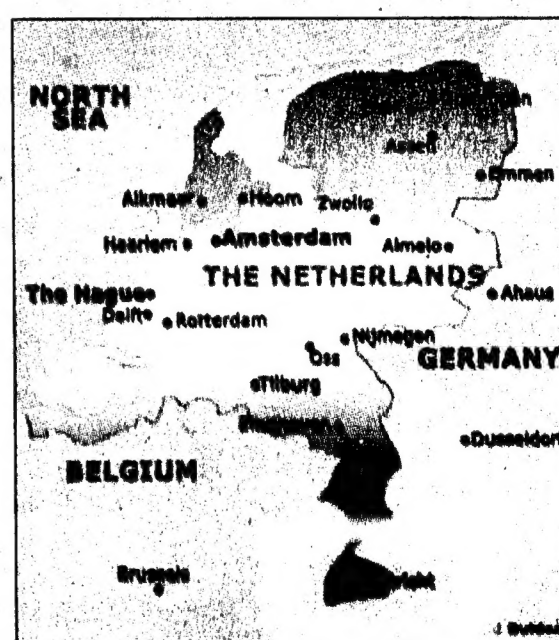 NORTH
SEA
Assen
Emmen
Alkmaar
Hoorn
Zwolle
Haarlem
Amsterdam
Almelo
THE NETHERLANDS
The Hague
Ahaus
Delft
Rotterdam
Nijmegen
Oss
GERMANY
Tilburg
Dusseldorf
BELGIUM
Brussels